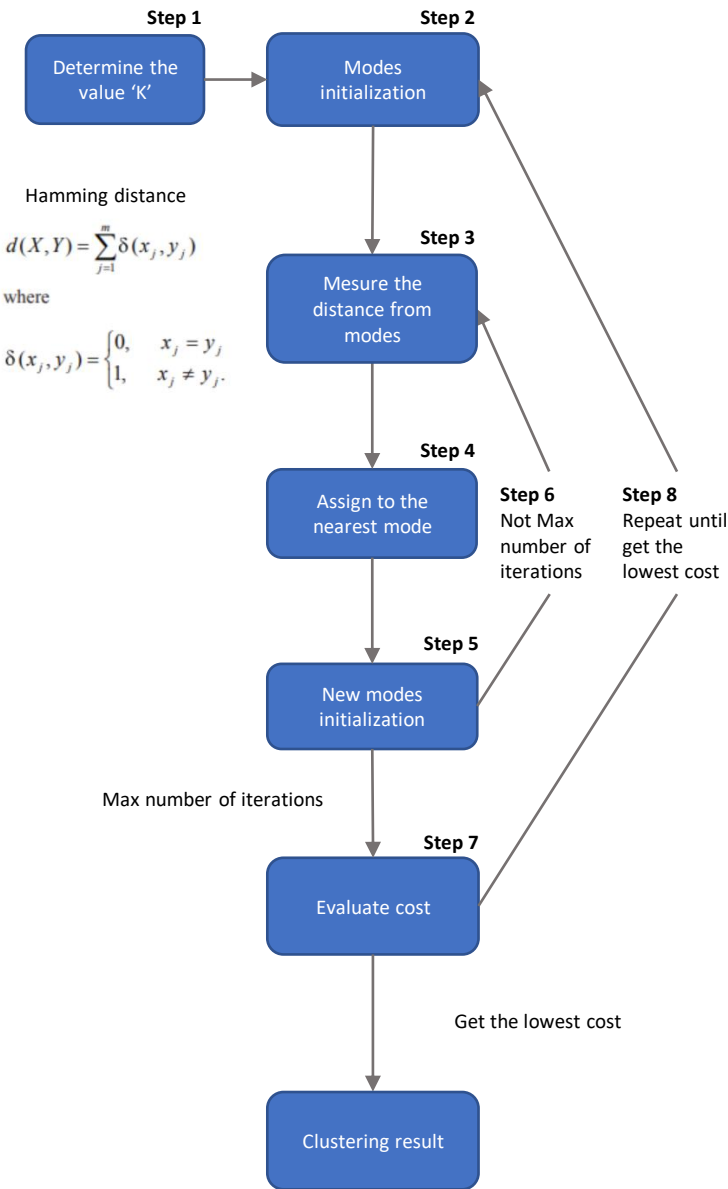 Step 1
Determine the
value ‘K’
Step 2
Modes
initialization
Hamming distance
d(X,Y) = ∑_{j=1}^{m} δ(x_j, y_j)
where
δ(x_j, y_j) = {0, x_j = y_j
1, x_j ≠ y_j.
Step 3
Mesure the
distance from
modes
Step 4
Assign to the
nearest mode
Step 6
Not Max
number of
iterations
Step 8
Repeat until
get the
lowest cost
Step 5
New modes
initialization
Max number of iterations
Step 7
Evaluate cost
Get the lowest cost
Clustering result